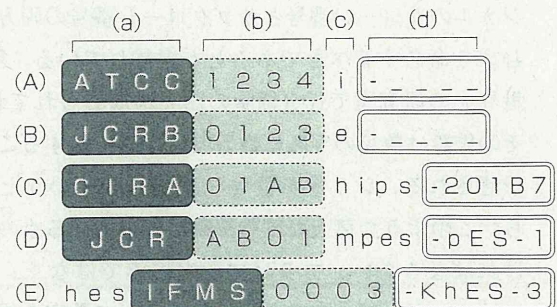 (a) (b) (c) (d)
(A) ATCC 1234 i -____
(B) JCRB 0123 e -____
(C) CIRA 01AB hips -201B7
(D) JCR AB01 mpes -pES-1
(E) hes IFMS 0003 -KhES-3